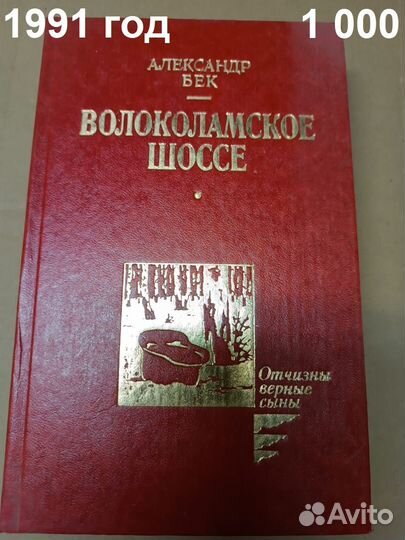 1991 год 1 000
АЛЕКСАНДР
БЕК
ВОЛОКОЛАМСКОЕ
ШОССЕ
Отчизны
верные
сыны
Avito